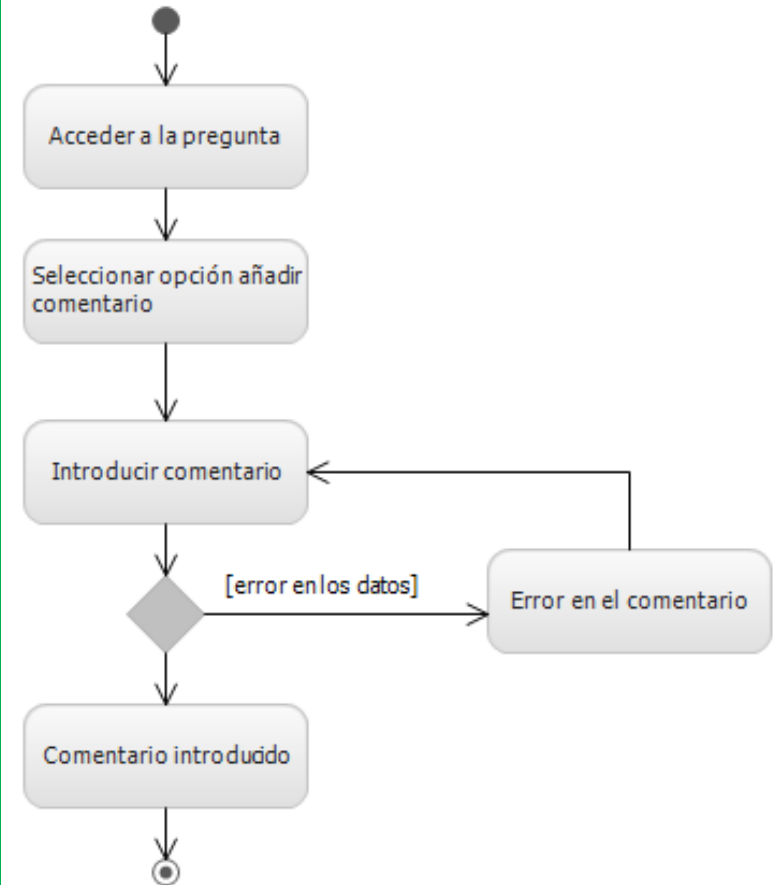 Acceder a la pregunta
Seleccionar opción añadir
comentario
Introducir comentario
[error en los datos]
Error en el comentario
Comentario introducido